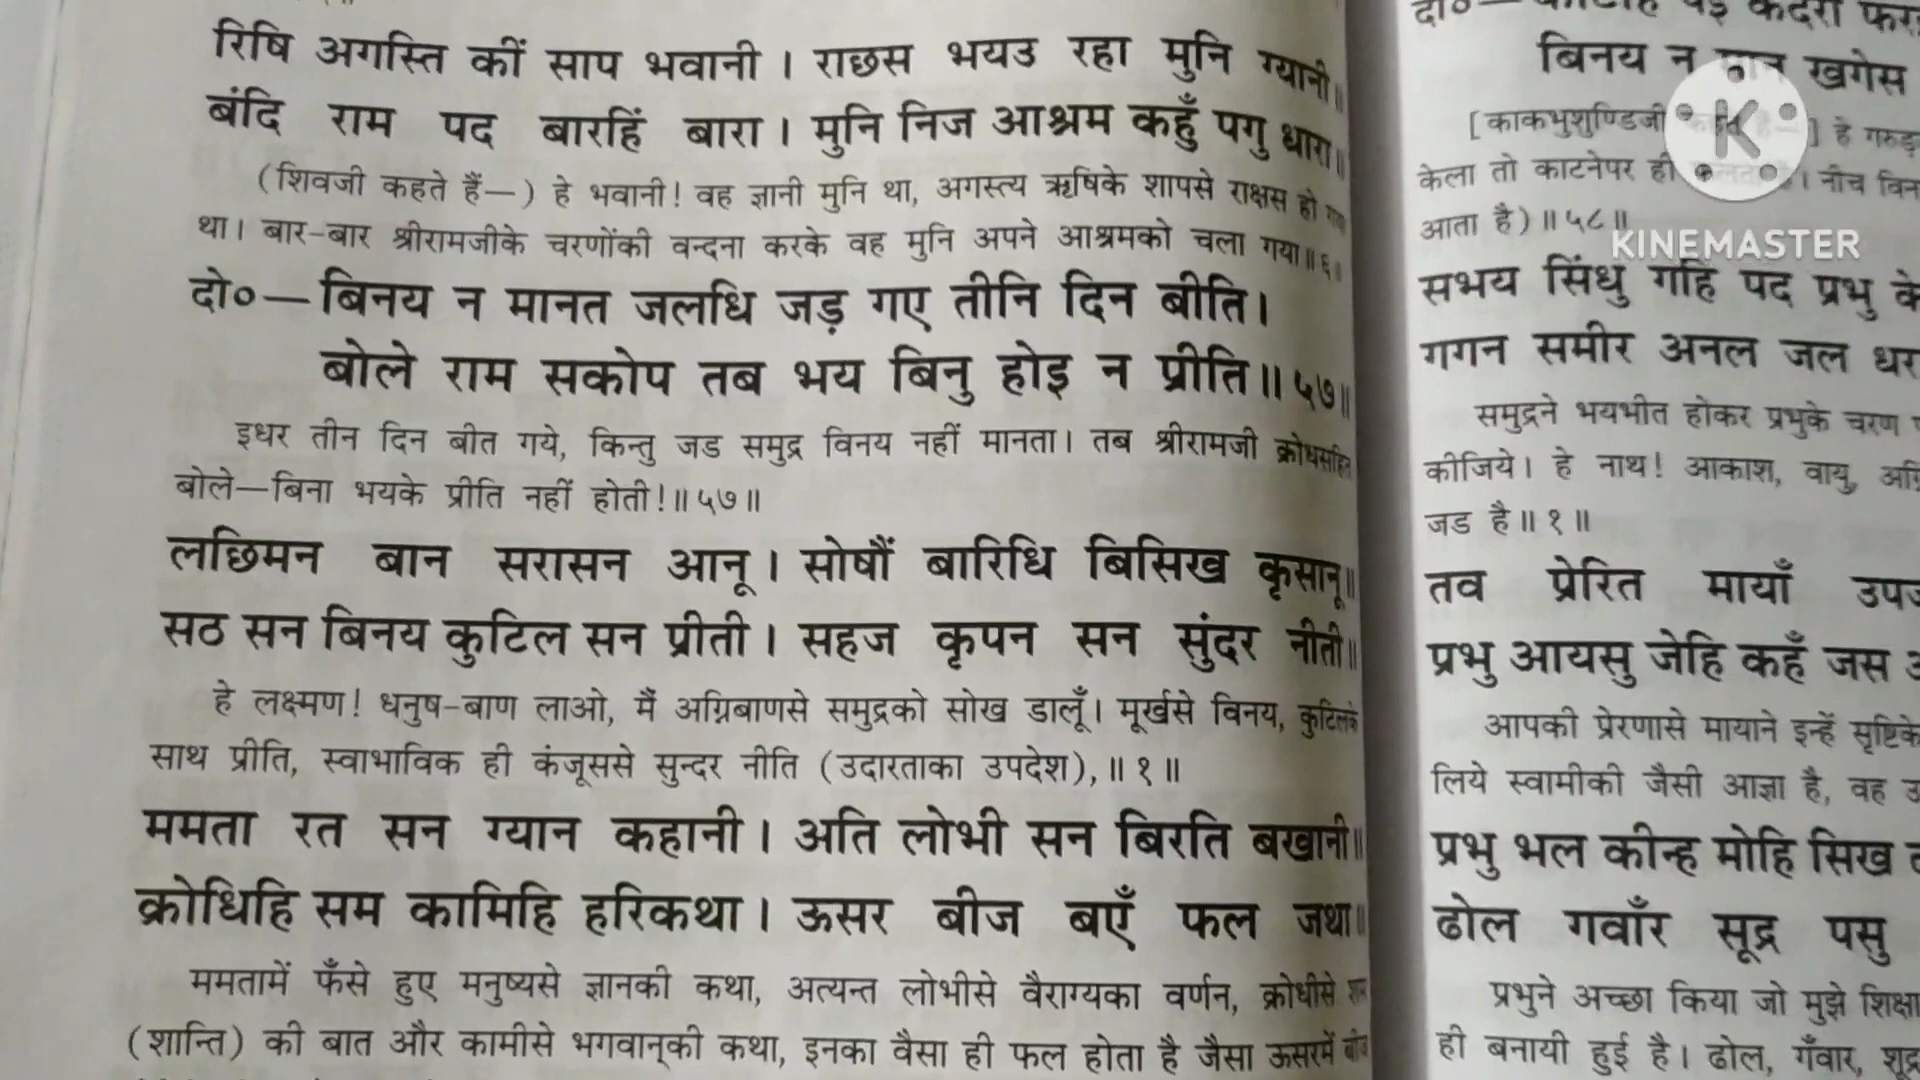 रिषि अगस्ति कीं साप भवानी । राछस भयउ रहा मुनि ग्यानी॥
बंदि राम पद बारहिं बारा । मुनि निज आश्रम कहुँ पगु धारा॥
(शिवजी कहते हैं—) हे भवानी! वह ज्ञानी मुनि था, अगस्त्य ऋषिके शापसे राक्षस हो गया
था। बार-बार श्रीरामजीके चरणोंकी वन्दना करके वह मुनि अपने आश्रमको चला गया॥६॥
दो०—बिनय न मानत जलधि जड़ गए तीनि दिन बीति।
बोले राम सकोप तब भय बिनु होइ न प्रीति॥५७॥
इधर तीन दिन बीत गये, किन्तु जड समुद्र विनय नहीं मानता। तब श्रीरामजी क्रोधसहित
बोले—बिना भयके प्रीति नहीं होती!॥५७॥
लछिमन बान सरासन आनू । सोषौं बारिधि बिसिख कृसानू॥
सठ सन बिनय कुटिल सन प्रीती । सहज कृपन सन सुंदर नीती॥
हे लक्ष्मण! धनुष-बाण लाओ, मैं अग्निबाणसे समुद्रको सोख डालूँ। मूर्खसे विनय, कुटिलके
साथ प्रीति, स्वाभाविक ही कंजूससे सुन्दर नीति (उदारताका उपदेश),॥१॥
ममता रत सन ग्यान कहानी । अति लोभी सन बिरति बखानी॥
क्रोधिहि सम कामिहि हरिकथा । ऊसर बीज बएँ फल जथा॥
ममतामें फँसे हुए मनुष्यसे ज्ञानकी कथा, अत्यन्त लोभीसे वैराग्यका वर्णन, क्रोधीसे
(शान्ति) की बात और कामीसे भगवान्‌की कथा, इनका वैसा ही फल होता है जैसा ऊसरमें बीज
दो०—
बिनय न मान खगेस
[काकभुशुण्डिजी ] हे गरुड़
केला तो काटनेपर ही । नीच
आता है)॥५८॥
KINEMASTER
सभय सिंधु गहि पद प्रभु
गगन समीर अनल जल
समुद्रने भयभीत होकर प्रभुके चरण
कीजिये। हे नाथ! आकाश, वायु,
जड है॥१॥
तव प्रेरित मायाँ
प्रभु आयसु जेहि कहँ जस
आपकी प्रेरणासे मायाने इन्हें सृष्टिके
लिये स्वामीकी जैसी आज्ञा है, वह
प्रभु भल कीन्ह मोहि सिख
ढोल गवाँर सूद्र पसु
प्रभुने अच्छा किया जो मुझे शिक्षा
ही बनायी हुई है। ढोल, गँवार, शूद्र